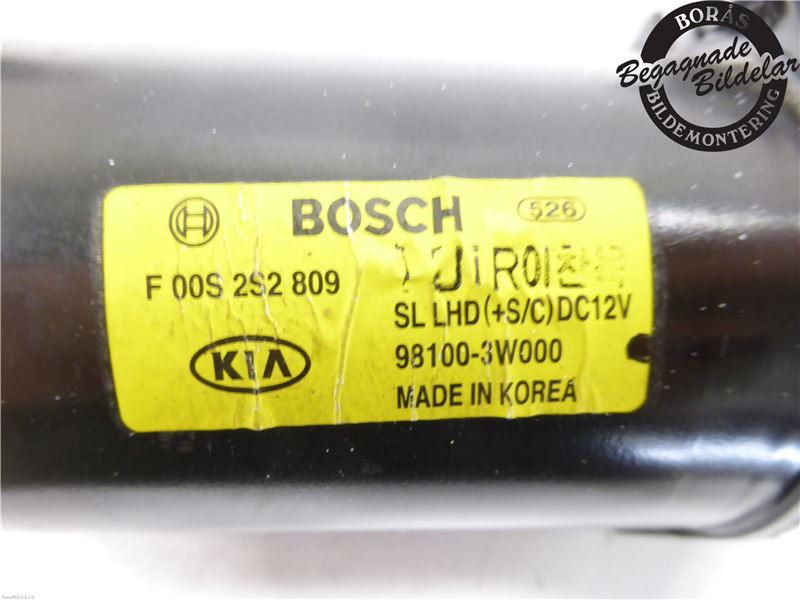 BORÅS
Begagnade
Bildelar
BILDEMONTERING
BOSCH
526
F 00S 2S2 809
SL LHD(+S/C)DC12V
KIA
98100-3W000
MADE IN KOREA